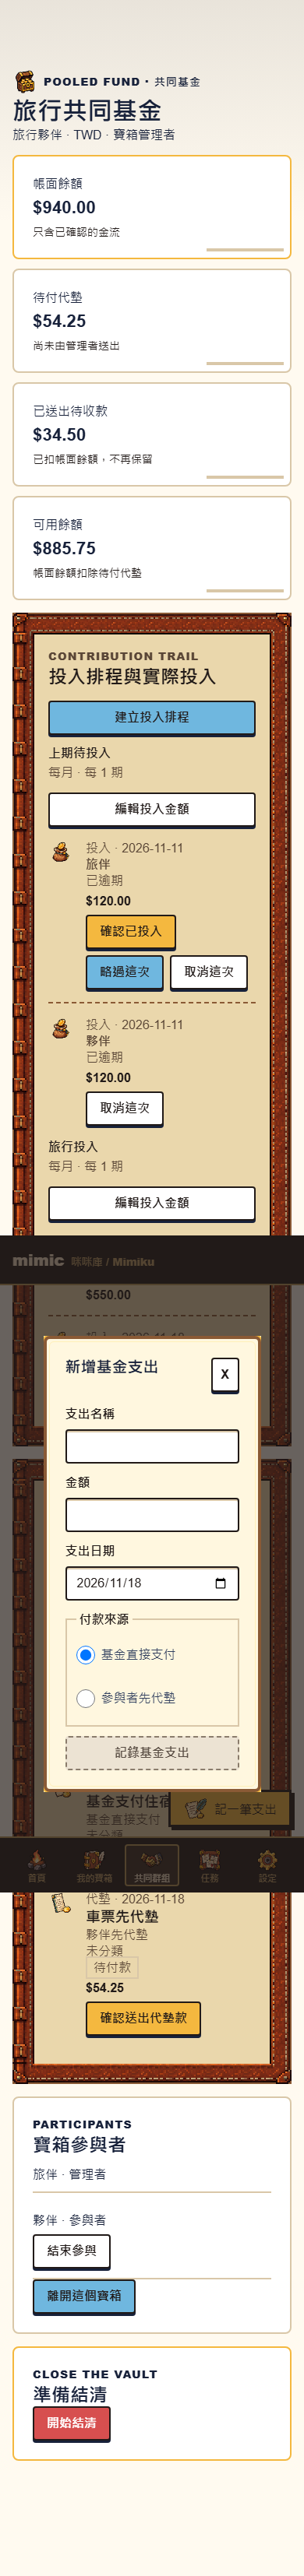 POOLED FUND · 共同基金
旅行共同基金
旅行夥伴 · TWD · 寶箱管理者
帳面餘額
$940.00
只含已確認的金流
待付代墊
$54.25
尚未由管理者送出
已送出待收款
$34.50
已扣帳面餘額，不再保留
可用餘額
$885.75
帳面餘額扣除待付代墊
CONTRIBUTION TRAIL
投入排程與實際投入
建立投入排程
上期待投入
每月 · 每 1 期
編輯投入金額
投入 · 2026-11-11
旅伴
已逾期
$120.00
確認已投入
略過這次
取消這次
投入 · 2026-11-11
夥伴
已逾期
$120.00
取消這次
旅行投入
每月 · 每 1 期
編輯投入金額
mimic 咪咪庫 / Mimiku
$550.00
新增基金支出
X
支出名稱
金額
支出日期
2026/11/18
付款來源
基金直接支付
參與者先代墊
記錄基金支出
基金支付住宿
基金直接支付
未分類
記一筆支出
首頁
我的寶箱
共同群組
任務
設定
代墊 · 2026-11-18
車票先代墊
夥伴先代墊
未分類
待付款
$54.25
確認送出代墊款
PARTICIPANTS
寶箱參與者
旅伴 · 管理者
夥伴 · 參與者
結束參與
離開這個寶箱
CLOSE THE VAULT
準備結清
開始結清